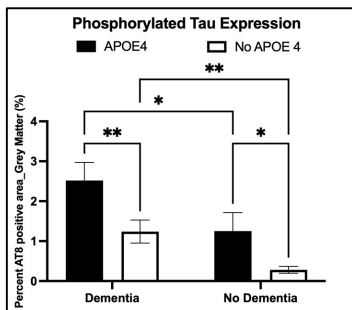 Phosphorylated Tau Expression
APOE4 No APOE 4
**
*
** *
Percent AT8 positive area_Grey Matter (%)
4
3
2
1
0
Dementia No Dementia